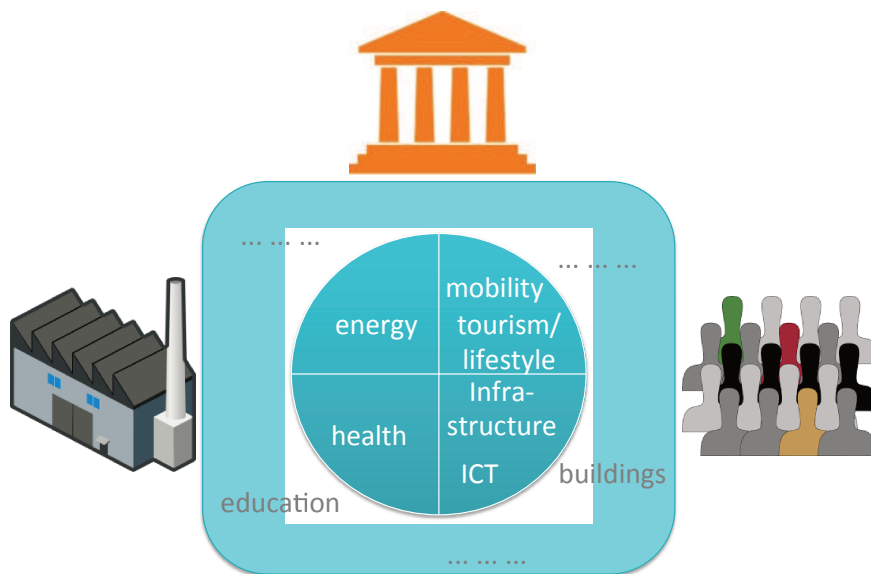 ... ... ...
... ... ...
mobility
energy
tourism/
lifestyle
Infra-
structure
health
ICT
buildings
education
... ... ...